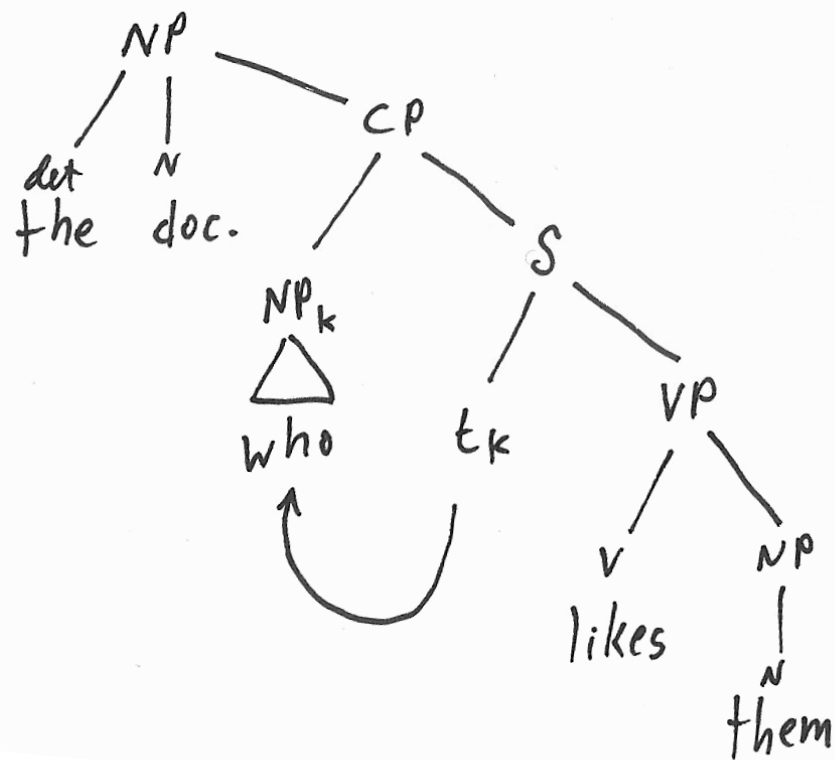 NP
CP
det N
the doc.
S
NPk
who
tk
VP
V NP
likes
N
them